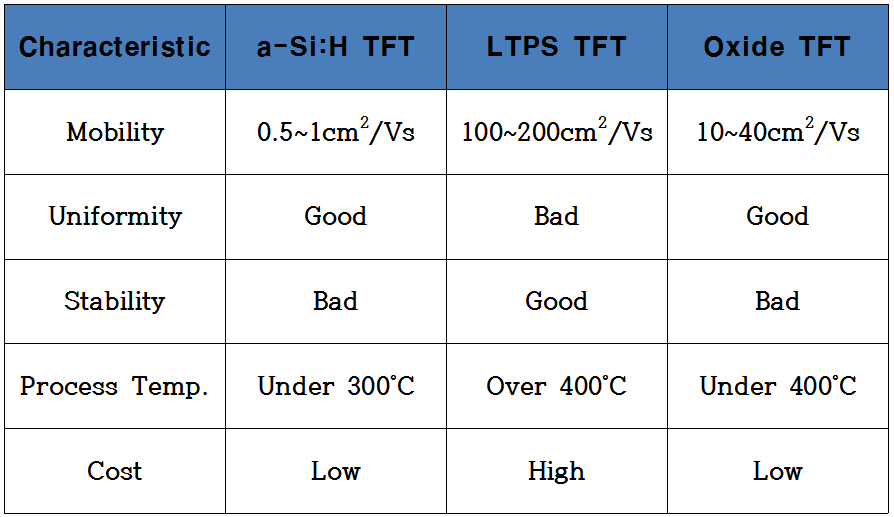 Characteristic a-Si:H TFT LTPS TFT Oxide TFT
Mobility 0.5~1cm²/Vs 100~200cm²/Vs 10~40cm²/Vs
Uniformity Good Bad Good
Stability Bad Good Bad
Process Temp. Under 300°C Over 400°C Under 400°C
Cost Low High Low